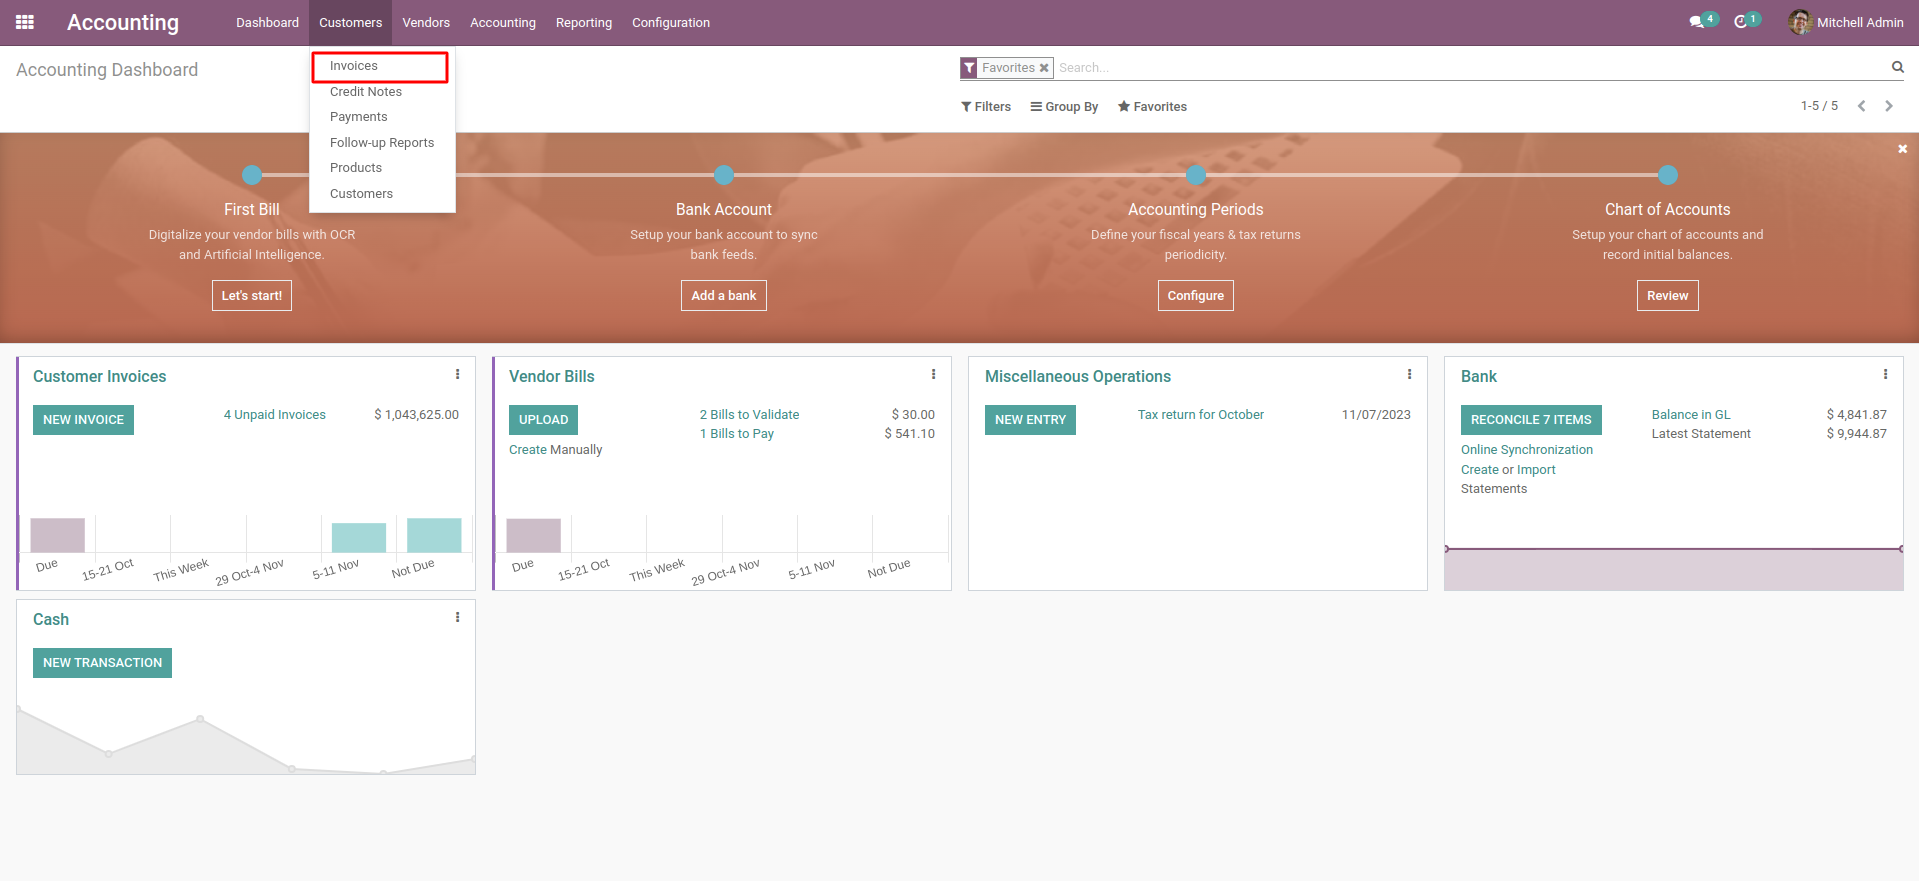 Accounting
Dashboard
Customers
Vendors
Accounting
Reporting
Configuration
4
1
Mitchell Admin
Accounting Dashboard
Favorites
Search...
Filters
Group By
Favorites
1-5 / 5
Invoices
Credit Notes
Payments
Follow-up Reports
Products
Customers
First Bill
Digitalize your vendor bills with OCR
and Artificial Intelligence.
Let's start!
Bank Account
Setup your bank account to sync
bank feeds.
Add a bank
Accounting Periods
Define your fiscal years & tax returns
periodicity.
Configure
Chart of Accounts
Setup your chart of accounts and
record initial balances.
Review
Customer Invoices
NEW INVOICE
4 Unpaid Invoices
$ 1,043,625.00
Due
15-21 Oct
This Week
29 Oct-4 Nov
5-11 Nov
Not Due
Vendor Bills
UPLOAD
Create Manually
2 Bills to Validate
$ 30.00
1 Bills to Pay
$ 541.10
Due
15-21 Oct
This Week
29 Oct-4 Nov
5-11 Nov
Not Due
Miscellaneous Operations
NEW ENTRY
Tax return for October
11/07/2023
Bank
RECONCILE 7 ITEMS
Online Synchronization
Create or Import
Statements
Balance in GL
$ 4,841.87
Latest Statement
$ 9,944.87
Cash
NEW TRANSACTION